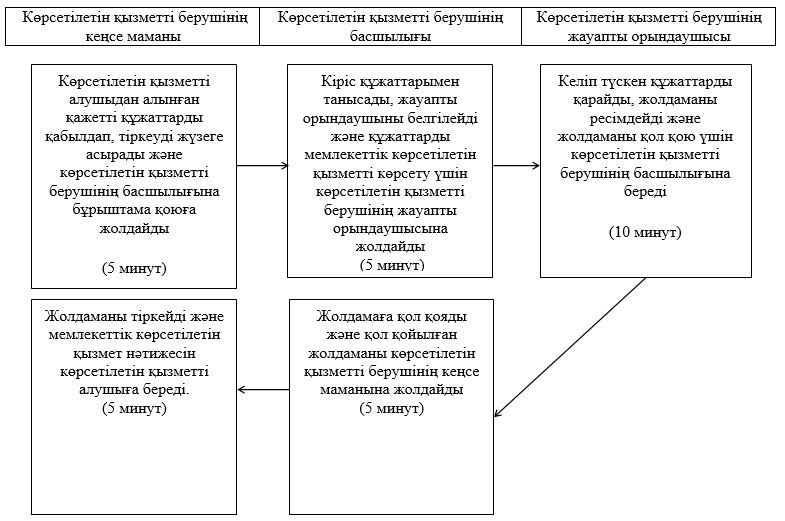 Көрсетілетін қызметті берушінің
кеңсе маманы
Көрсетілетін қызметті берушінің
басшылығы
Көрсетілетін қызметті берушінің
жауапты орындаушысы
Көрсетілетін қызметті
алушыдан алынған
қажетті құжаттарды
қабылдап, тіркеуді жүзеге
асырады және
көрсетілетін қызметті
берушінің басшылығына
бұрыштама қоюға
жолдайды
(5 минут)
Кіріс құжаттарымен
танысады, жауапты
орындаушыны белгілейді
және құжаттарды
мемлекеттік көрсетілетін
қызметті көрсету үшін
көрсетілетін қызметті
берушінің жауапты
орындаушысына
жолдайды
(5 минут)
Келіп түскен құжаттарды
қарайды, жолдаманы
ресімдейді және
жолдаманы қол қою үшін
көрсетілетін қызметті
берушінің басшылығына
береді
(10 минут)
Жолдаманы тіркейді және
мемлекеттік көрсетілетін
қызмет нәтижесін
көрсетілетін қызметті
алушыға береді.
(5 минут)
Жолдамаға қол қояды
және қол қойылған
жолдаманы көрсетілетін
қызметті берушінің кеңсе
маманына жолдайды
(5 минут)